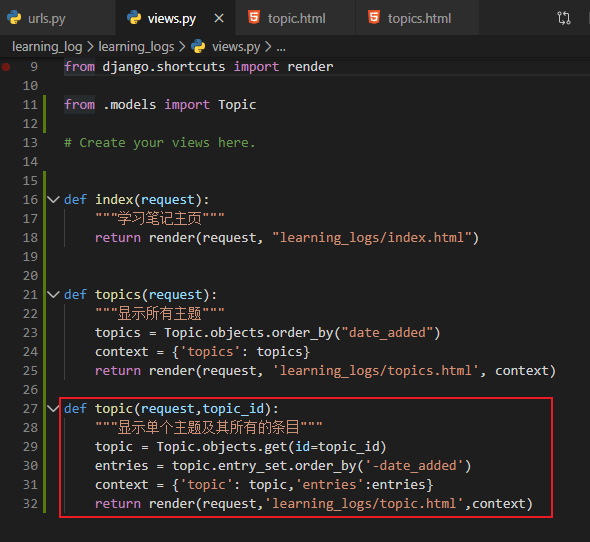 urls.py views.py × topic.html topics.html
learning_log > learning_logs > views.py > ...
9 from django.shortcuts import render
10
11 from .models import Topic
12
13 # Create your views here.
14
15
16 def index(request):
17 """学习笔记主页"""
18 return render(request, "learning_logs/index.html")
19
20
21 def topics(request):
22 """显示所有主题"""
23 topics = Topic.objects.order_by("date_added")
24 context = {'topics': topics}
25 return render(request, 'learning_logs/topics.html', context)
26
27 def topic(request,topic_id):
28 """显示单个主题及其所有的条目"""
29 topic = Topic.objects.get(id=topic_id)
30 entries = topic.entry_set.order_by('-date_added')
31 context = {'topic': topic,'entries':entries}
32 return render(request,'learning_logs/topic.html',context)